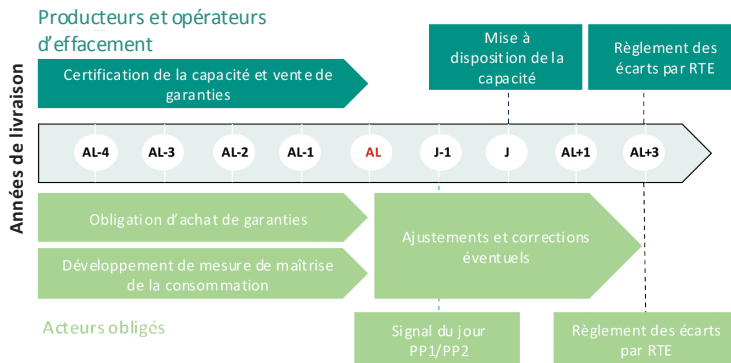 Producteurs et opérateurs
d'effacement
Certification de la capacité et vente de
garanties
Mise à
disposition de la
capacité
Règlement des
écarts par RTE
Années de livraison
AL-4
AL-3
AL-2
AL-1
AL
J-1
J
AL+1
AL+3
Obligation d'achat de garanties
Développement de mesure de maîtrise
de la consommation
Ajustements et corrections
éventuels
Acteurs obligés
Signal du jour
PP1/PP2
Règlement des écarts
par RTE